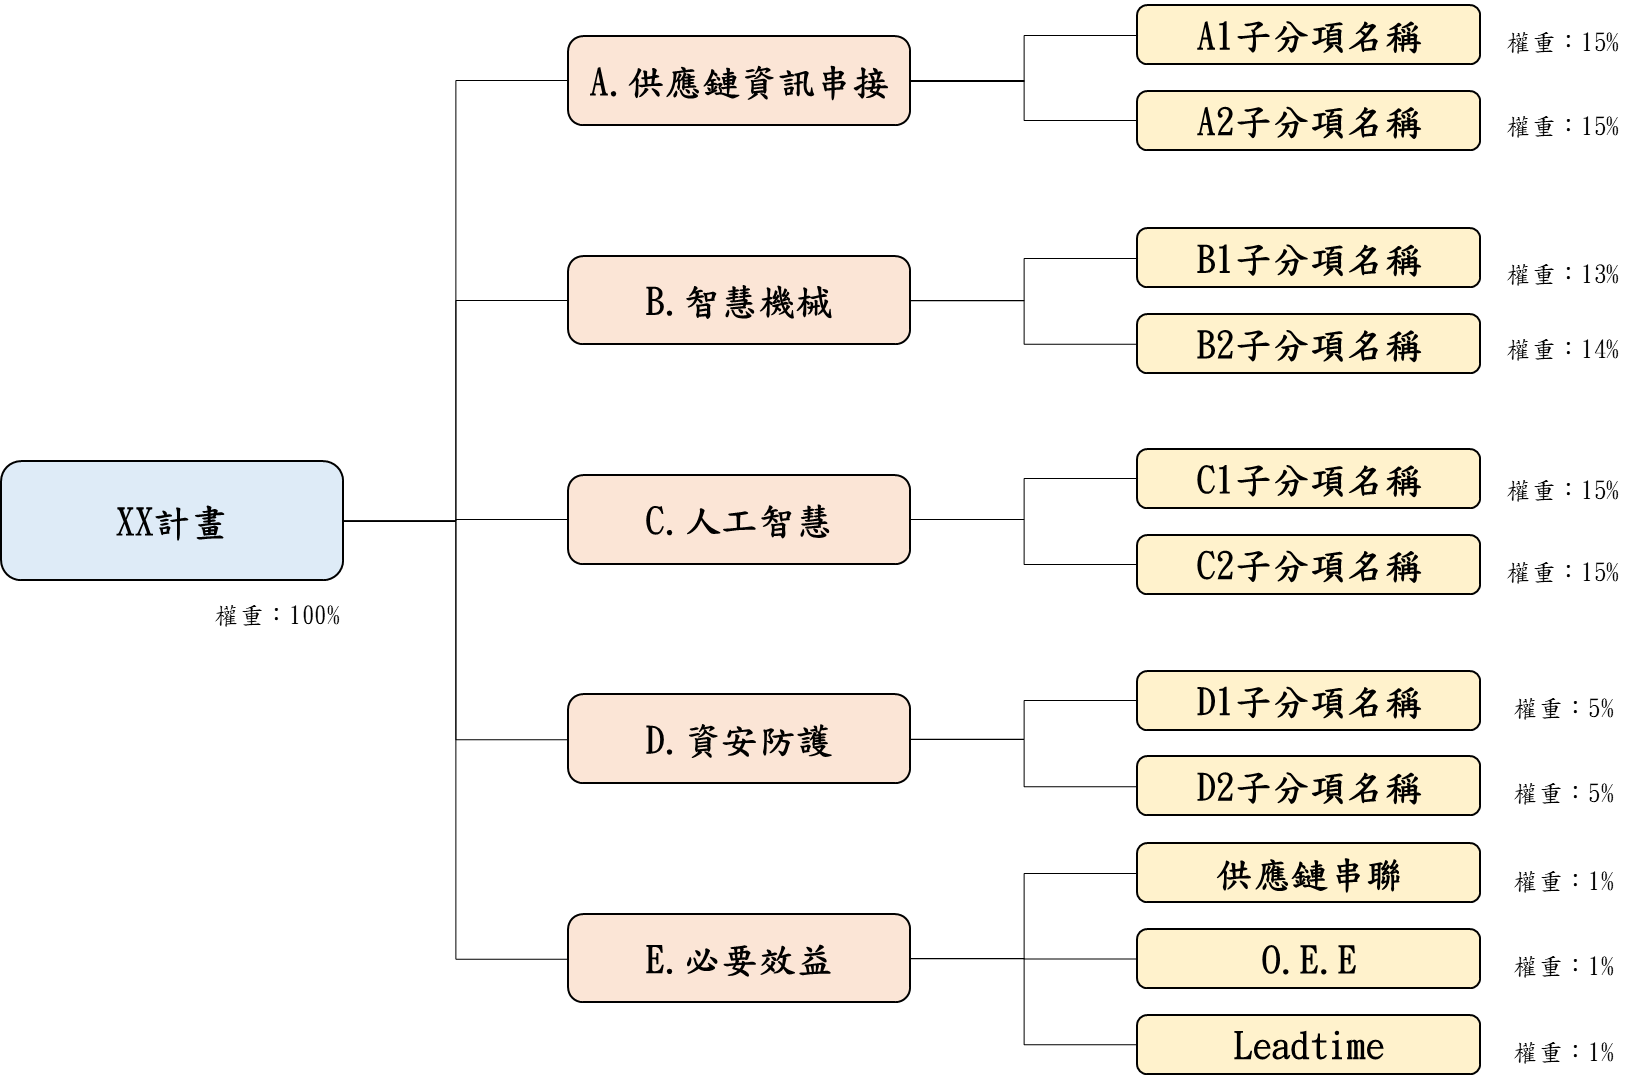 XX計畫
權重：100%
A.供應鏈資訊串接
A1子分項名稱
權重：15%
A2子分項名稱
權重：15%
B.智慧機械
B1子分項名稱
權重：13%
B2子分項名稱
權重：14%
C.人工智慧
C1子分項名稱
權重：15%
C2子分項名稱
權重：15%
D.資安防護
D1子分項名稱
權重：5%
D2子分項名稱
權重：5%
E.必要效益
供應鏈串聯
權重：1%
O.E.E
權重：1%
Leadtime
權重：1%